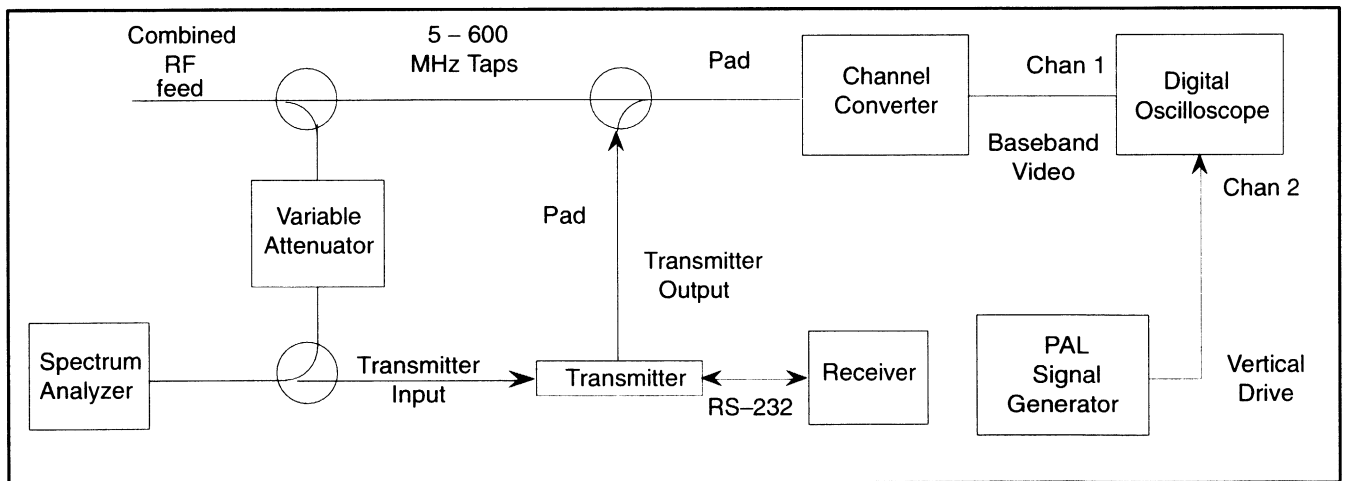 Combined
RF
feed
5 – 600
MHz Taps
Pad
Channel
Converter
Chan 1
Baseband
Video
Digital
Oscilloscope
Chan 2
Variable
Attenuator
Pad
Transmitter
Output
Spectrum
Analyzer
Transmitter
Input
Transmitter
RS–232
Receiver
PAL
Signal
Generator
Vertical
Drive